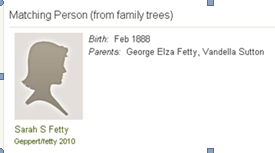 Matching Person (from family trees)
Birth: Feb 1888
Parents: George Elza Fetty, Vandella Sutton
Sarah S Fetty
Geppert/fetty 2010